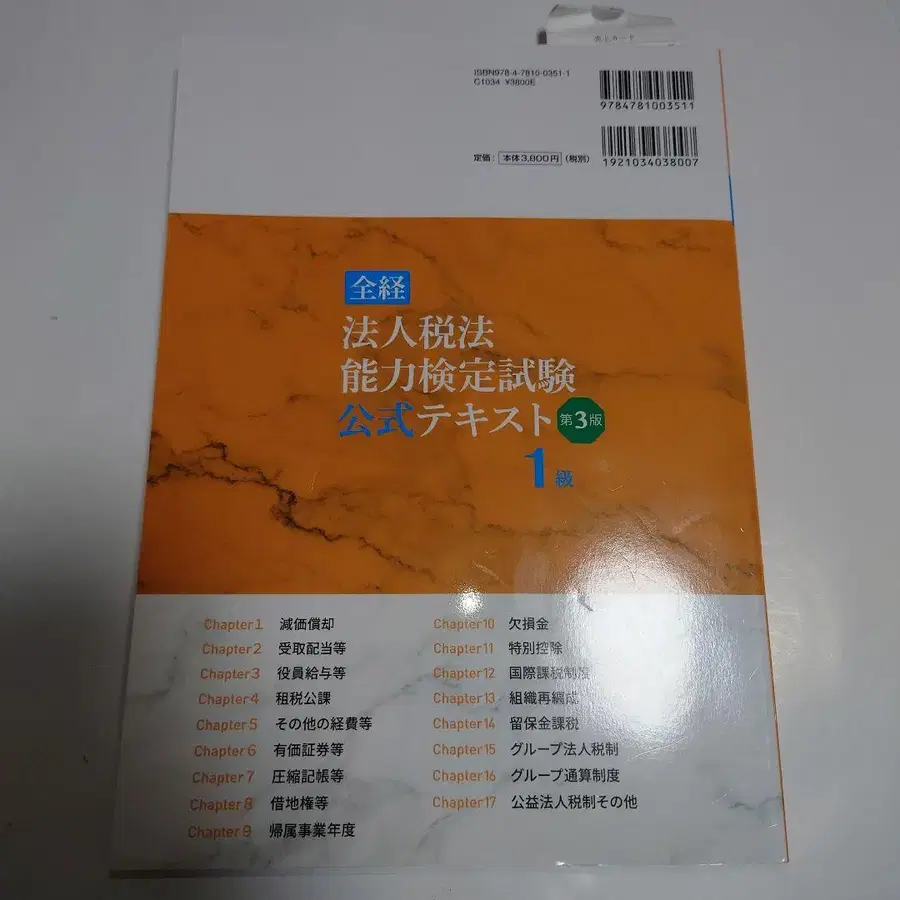 売上カード
ISBN978-4-7810-0351-1
C1034 ¥3800E
9784781003511
定価：本体3,800円（税別）
1921034038007
全経
法人税法
能力検定試験
公式テキスト 第3版
1級
Chapter1 減価償却
Chapter2 受取配当等
Chapter3 役員給与等
Chapter4 租税公課
Chapter5 その他の経費等
Chapter6 有価証券等
Chapter7 圧縮記帳等
Chapter8 借地権等
Chapter9 帰属事業年度
Chapter10 欠損金
Chapter11 特別控除
Chapter12 国際課税制度
Chapter13 組織再編成
Chapter14 留保金課税
Chapter15 グループ法人税制
Chapter16 グループ通算制度
Chapter17 公益法人税制その他